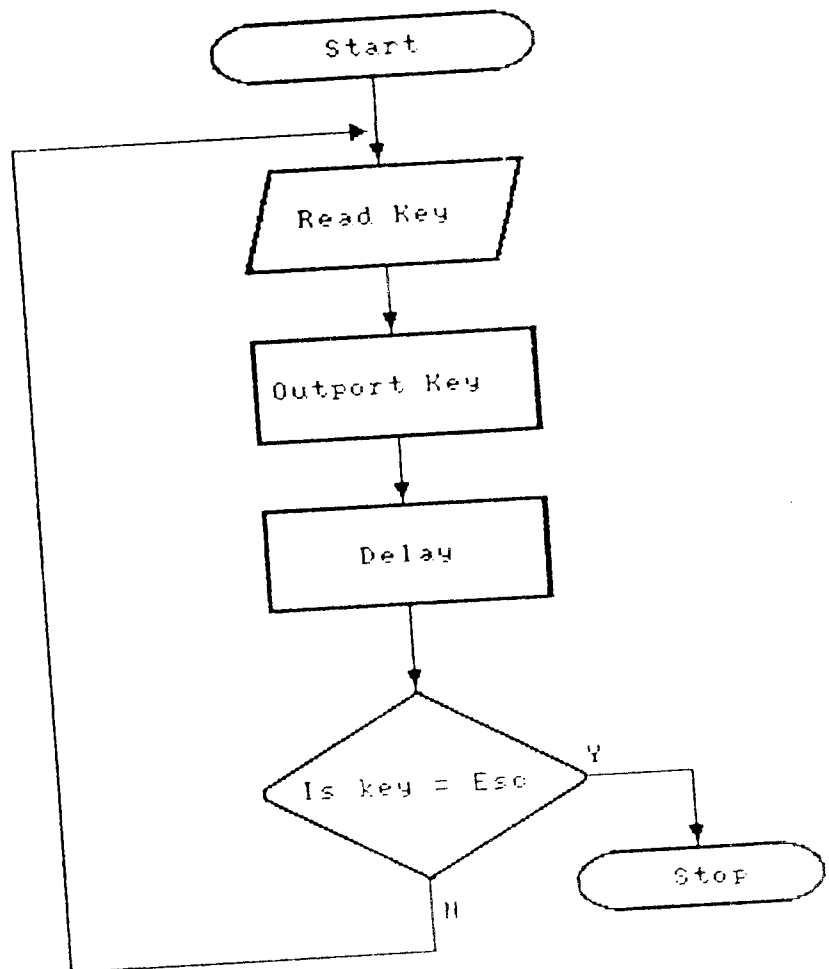 Start
Read Key
Outport Key
Delay
Is key = Esc
Y
Stop
N